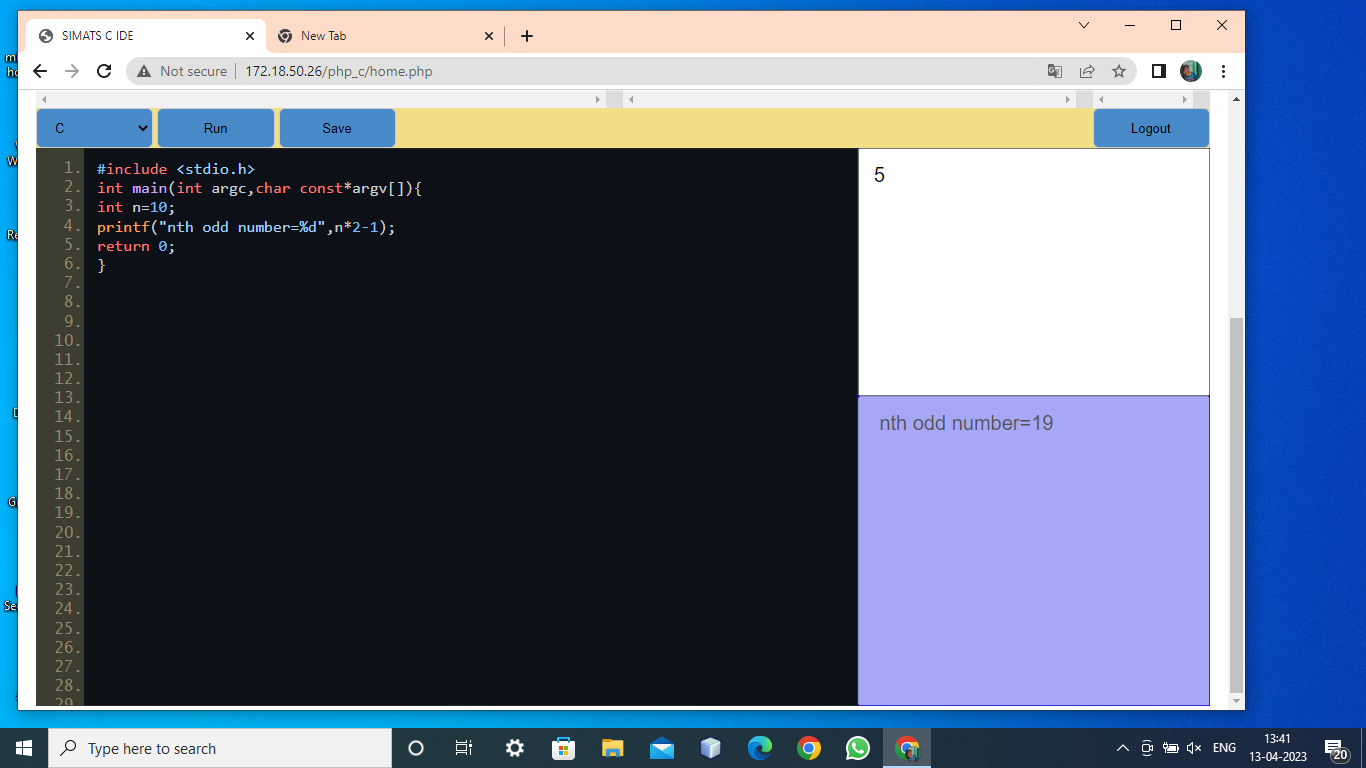 SIMATS C IDE
New Tab
Not secure
172.18.50.26/php_c/home.php
C
Run
Save
Logout
1. #include <stdio.h>
2. int main(int argc,char const*argv[]){
3. int n=10;
4. printf("nth odd number=%d",n*2-1);
5. return 0;
6. }
7.
8.
9.
10.
11.
12.
13.
14.
15.
16.
17.
18.
19.
20.
21.
22.
23.
24.
25.
26.
27.
28.
29
5
nth odd number=19
Type here to search
ENG
13:41
13-04-2023
20